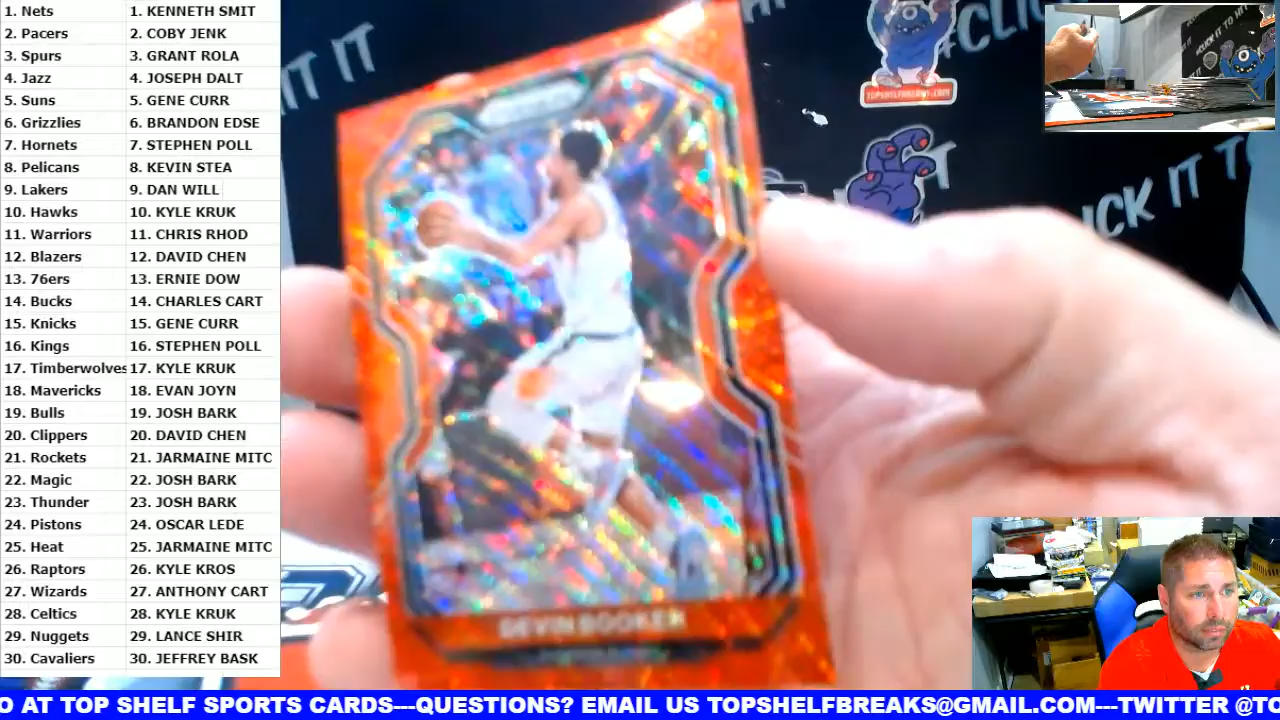 1. Nets 1. KENNETH SMIT
2. Pacers 2. COBY JENK
3. Spurs 3. GRANT ROLA
4. Jazz 4. JOSEPH DALT
5. Suns 5. GENE CURR
6. Grizzlies 6. BRANDON EDSE
7. Hornets 7. STEPHEN POLL
8. Pelicans 8. KEVIN STEA
9. Lakers 9. DAN WILL
10. Hawks 10. KYLE KRUK
11. Warriors 11. CHRIS RHOD
12. Blazers 12. DAVID CHEN
13. 76ers 13. ERNIE DOW
14. Bucks 14. CHARLES CART
15. Knicks 15. GENE CURR
16. Kings 16. STEPHEN POLL
17. Timberwolves 17. KYLE KRUK
18. Mavericks 18. EVAN JOYN
19. Bulls 19. JOSH BARK
20. Clippers 20. DAVID CHEN
21. Rockets 21. JARMAINE MITC
22. Magic 22. JOSH BARK
23. Thunder 23. JOSH BARK
24. Pistons 24. OSCAR LEDE
25. Heat 25. JARMAINE MITC
26. Raptors 26. KYLE KROS
27. Wizards 27. ANTHONY CART
28. Celtics 28. KYLE KRUK
29. Nuggets 29. LANCE SHIR
30. Cavaliers 30. JEFFREY BASK
HIT IT
#CLICK
TOPSHELFBREAKS.COM
CLICK IT TO
DEVIN BOOKER
O AT TOP SHELF SPORTS CARDS---QUESTIONS? EMAIL US TOPSHELFBREAKS@GMAIL.COM---TWITTER @TO